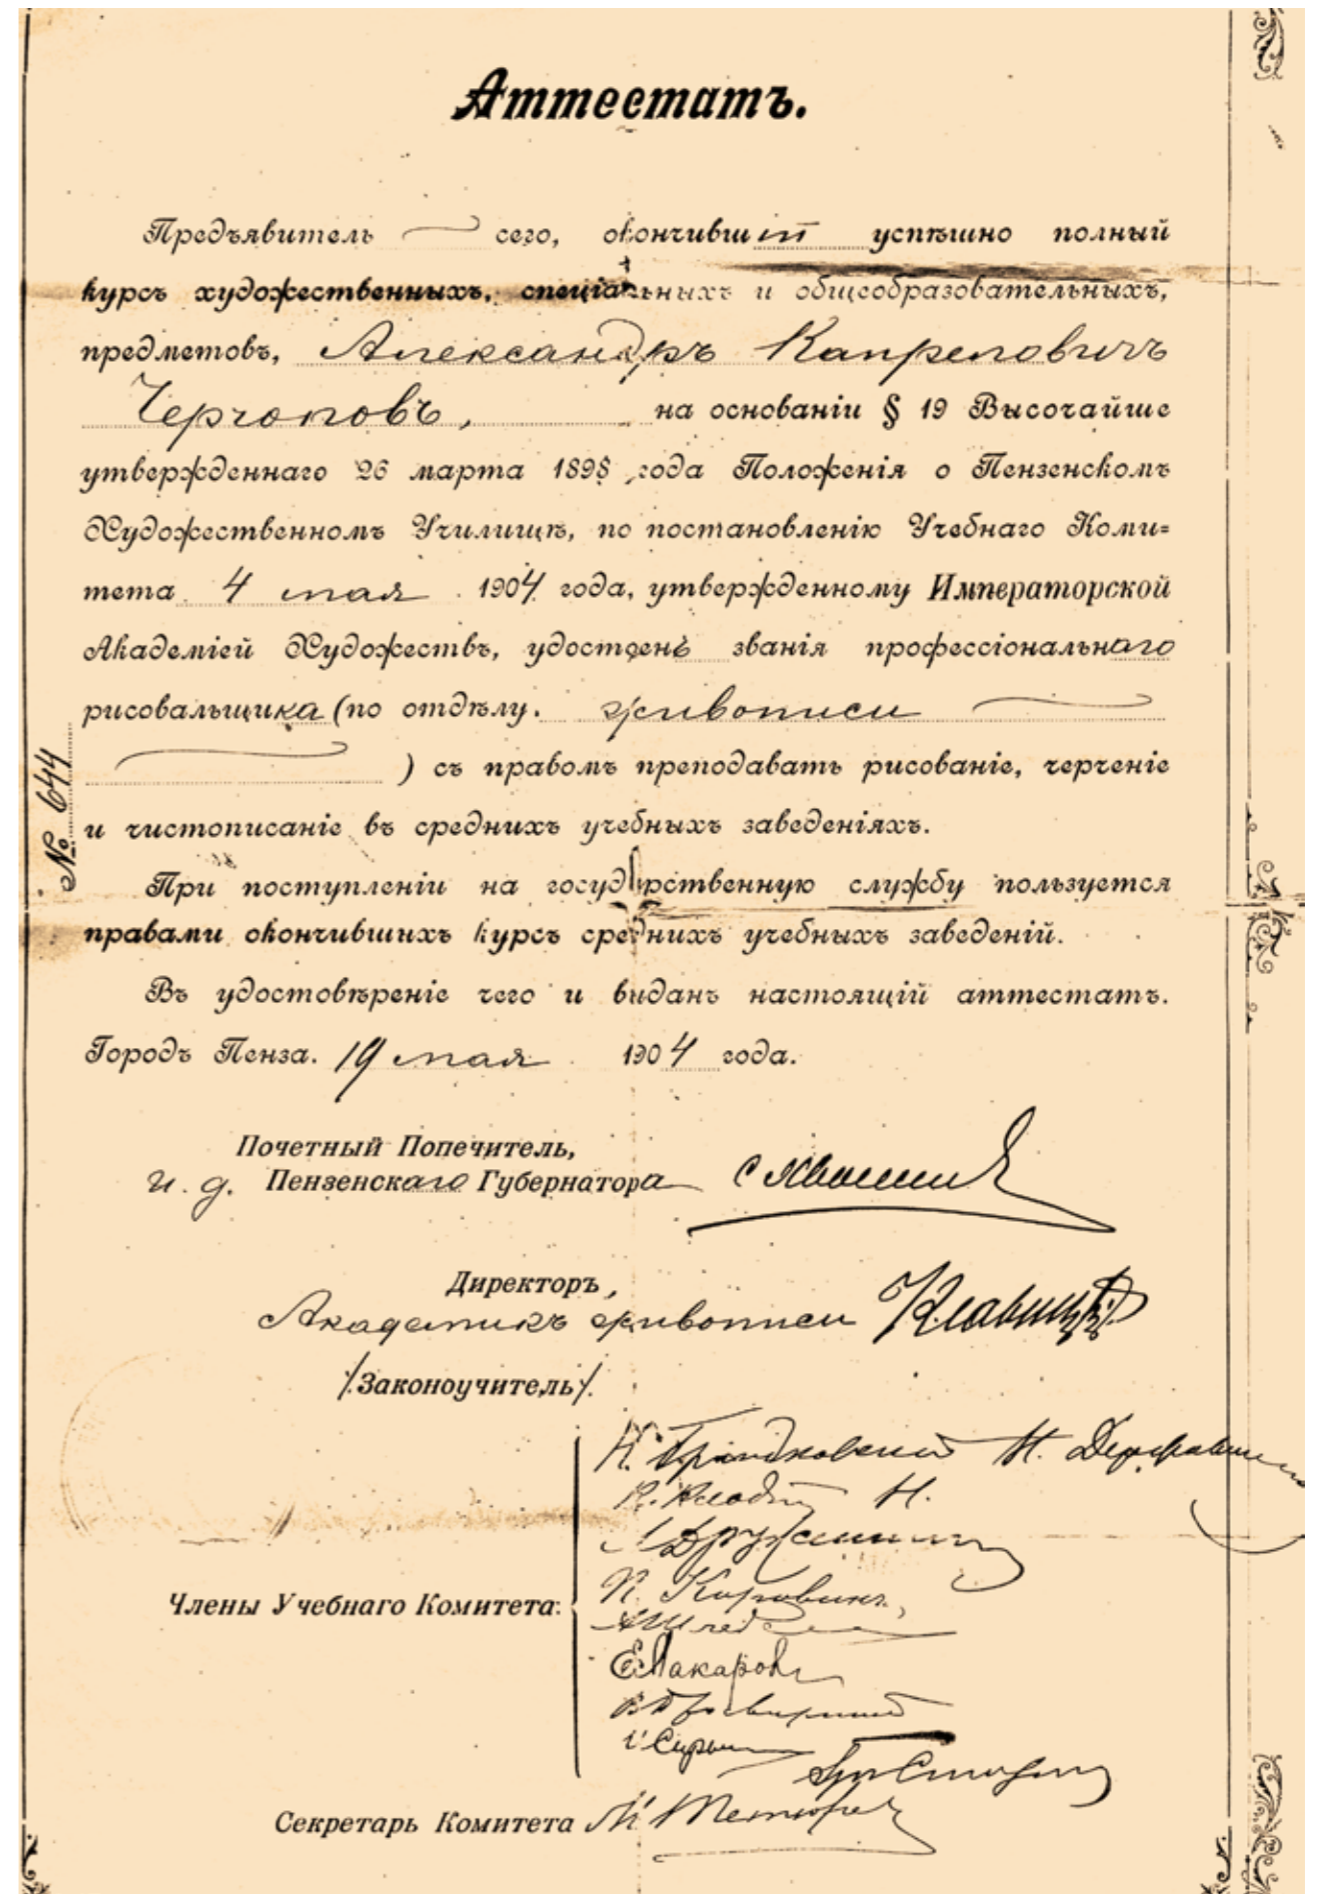 Аттестатъ.
Предъявитель сего, окончившій успѣшно полный
курсъ художественныхъ, спеціальныхъ и общеобразовательныхъ,
предметовъ, Александръ Карповичъ
на основаніи § 19 Высочайше
утвержденнаго 26 марта 1898 года Положенія о Пензенскомъ
Художественномъ Училищѣ, по постановленію Учебнаго Коми=
тета 4 мая 1904 года, утвержденному Императорской
Академіей Художествъ, удостоенъ званія профессіональнаго
рисовальщика (по отдѣлу. живописи
) съ правомъ преподавать рисованіе, черченіе
и чистописаніе въ среднихъ учебныхъ заведеніяхъ.
№ 644
При поступленіи на государственную службу пользуется
правами окончившихъ курсъ среднихъ учебныхъ заведеній.
Въ удостовѣреніе чего и выданъ настоящій аттестатъ.
Городъ Пенза. 19 мая 1904 года.
Почетный Попечитель,
и. д. Пензенскаго Губернатора
Директоръ,
Академикъ живописи
/Законоучитель/.
Члены Учебнаго Комитета:
Н.
К.
Н. Коровинъ
Е. Макаровъ
Секретарь Комитета